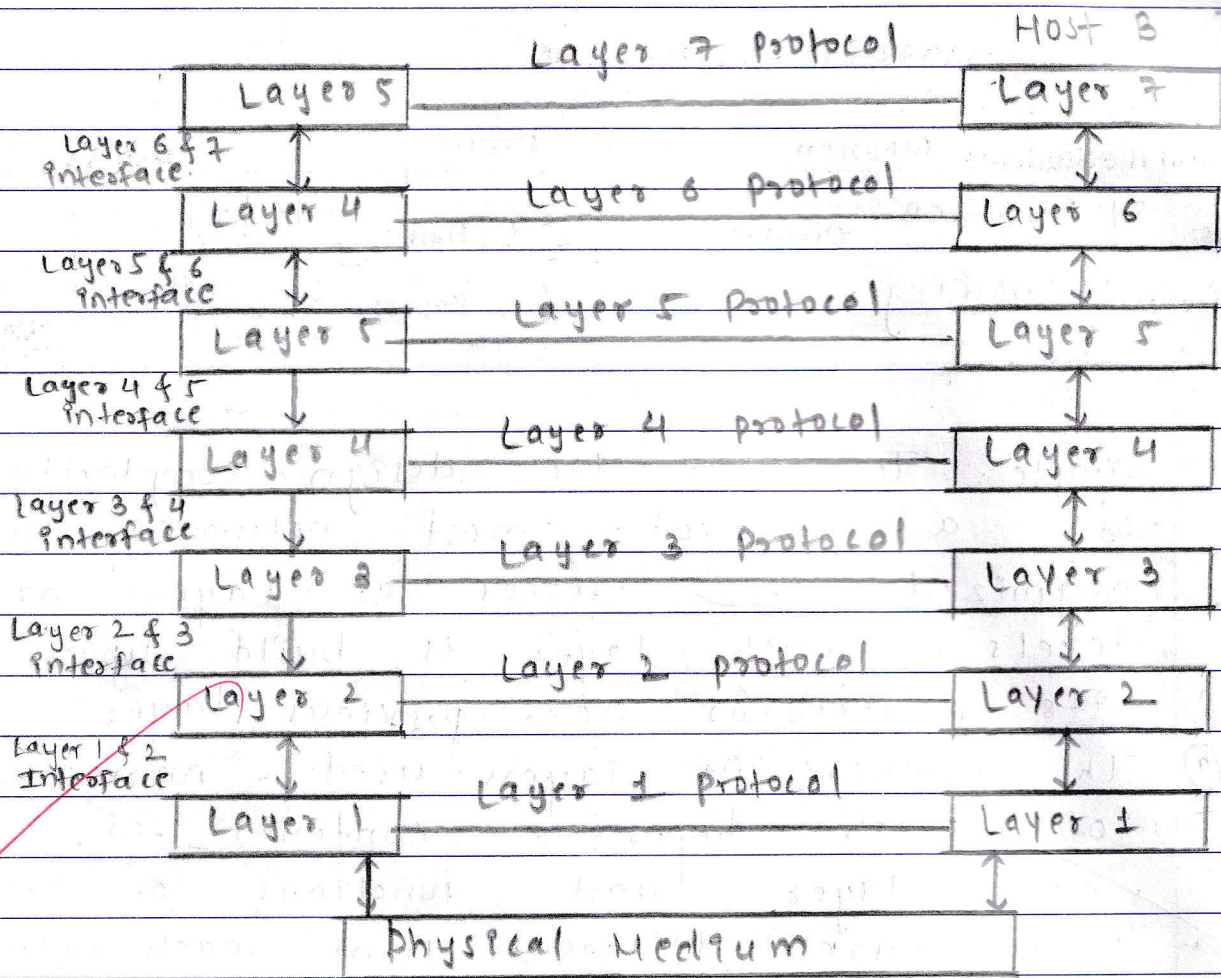 Host B
Layer 7 Protocol
Layer 5
Layer 7
Layer 6 & 7
interface.
Layer 6 Protocol
Layer 4
Layer 6
Layer 5 & 6
interface
Layer 5 Protocol
Layer 5
Layer 5
Layer 4 & 5
interface
Layer 4 protocol
Layer 4
Layer 4
Layer 3 & 4
interface
Layer 3 Protocol
Layer 3
Layer 3
Layer 2 & 3
interface
Layer 2 protocol
Layer 2
Layer 2
Layer 1 & 2
Interface
Layer 1 Protocol
Layer 1
Layer 1
Physical Medium